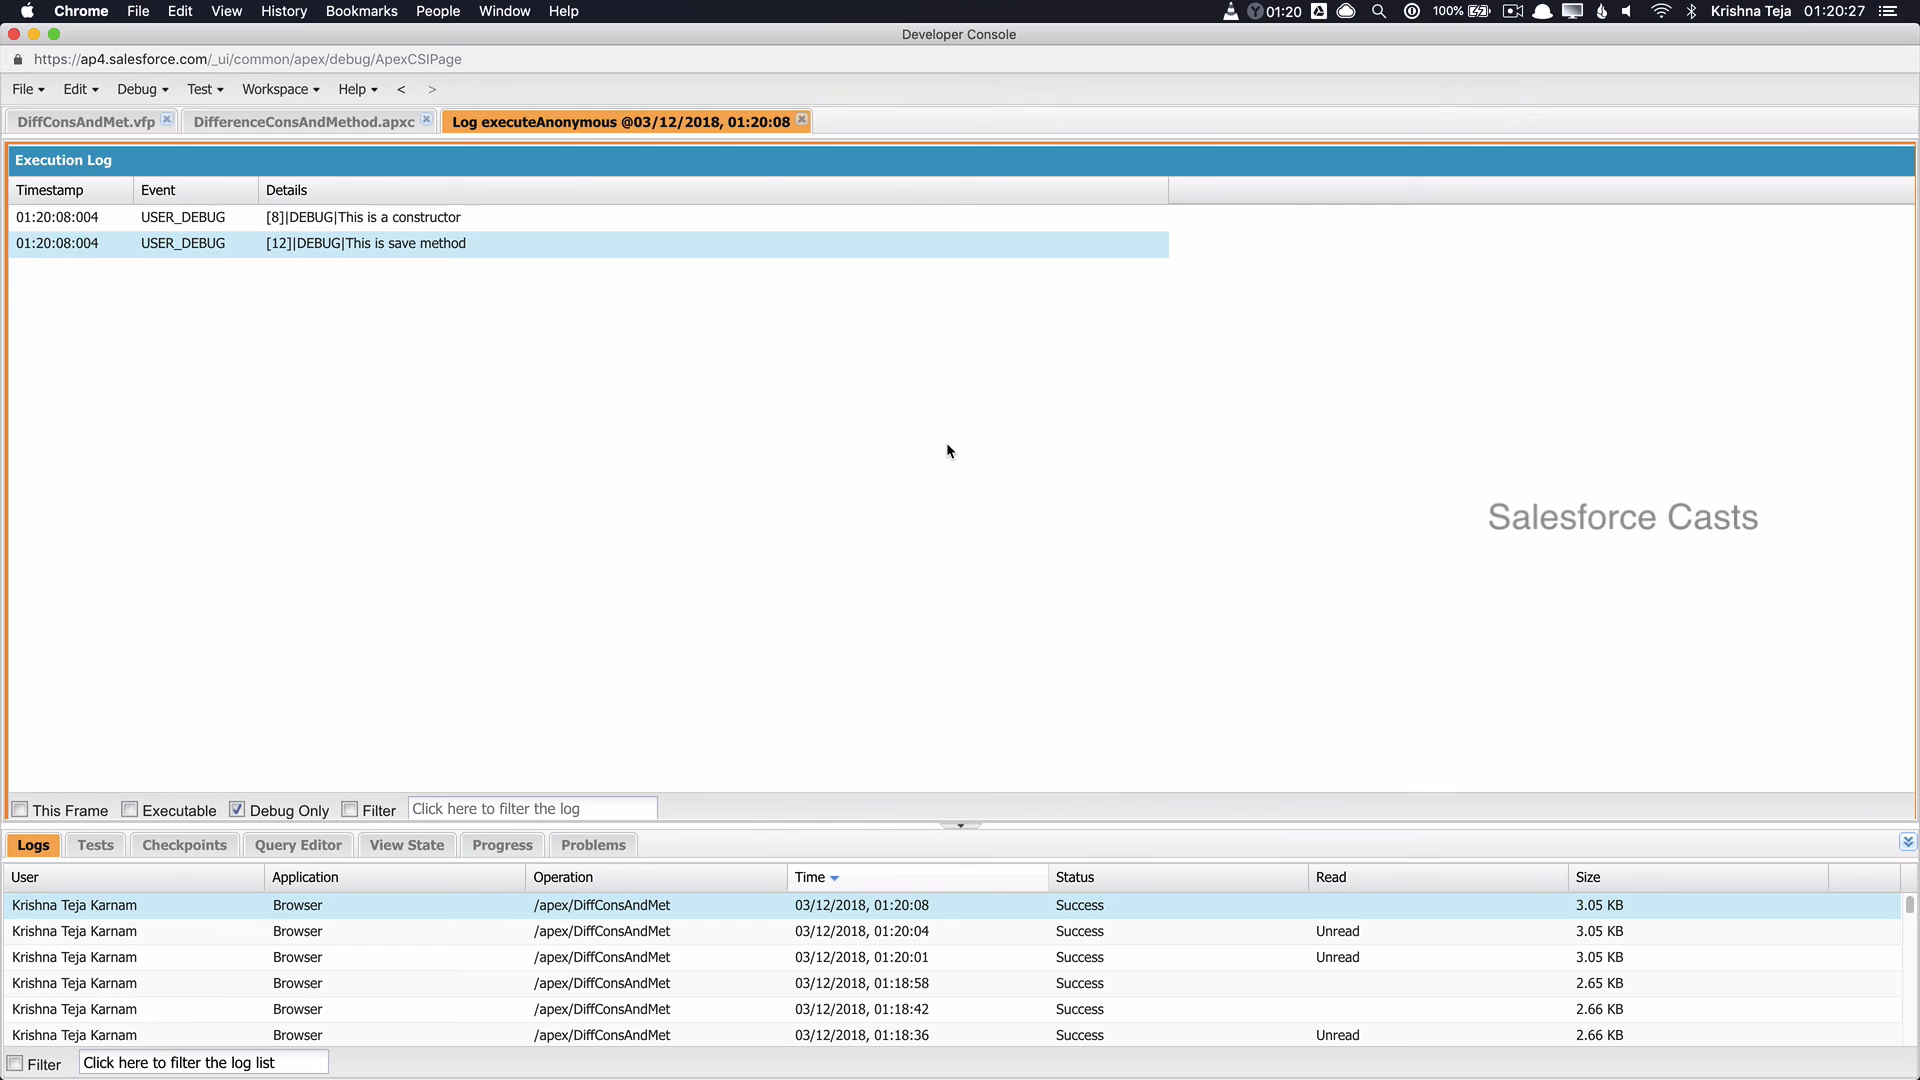 Chrome File Edit View History Bookmarks People Window Help 01:20 100% Krishna Teja 01:20:27
Developer Console
https://ap4.salesforce.com/_ui/common/apex/debug/ApexCSIPage
File Edit Debug Test Workspace Help < >
DiffConsAndMet.vfp DifferenceConsAndMethod.apxc Log executeAnonymous @03/12/2018, 01:20:08
Execution Log
Timestamp Event Details
01:20:08:004 USER_DEBUG [8]|DEBUG|This is a constructor
01:20:08:004 USER_DEBUG [12]|DEBUG|This is save method
Salesforce Casts
This Frame Executable Debug Only Filter Click here to filter the log
Logs Tests Checkpoints Query Editor View State Progress Problems
User Application Operation Time Status Read Size
Krishna Teja Karnam Browser /apex/DiffConsAndMet 03/12/2018, 01:20:08 Success 3.05 KB
Krishna Teja Karnam Browser /apex/DiffConsAndMet 03/12/2018, 01:20:04 Success Unread 3.05 KB
Krishna Teja Karnam Browser /apex/DiffConsAndMet 03/12/2018, 01:20:01 Success Unread 3.05 KB
Krishna Teja Karnam Browser /apex/DiffConsAndMet 03/12/2018, 01:18:58 Success 2.65 KB
Krishna Teja Karnam Browser /apex/DiffConsAndMet 03/12/2018, 01:18:42 Success 2.66 KB
Krishna Teja Karnam Browser /apex/DiffConsAndMet 03/12/2018, 01:18:36 Success Unread 2.66 KB
Filter Click here to filter the log list